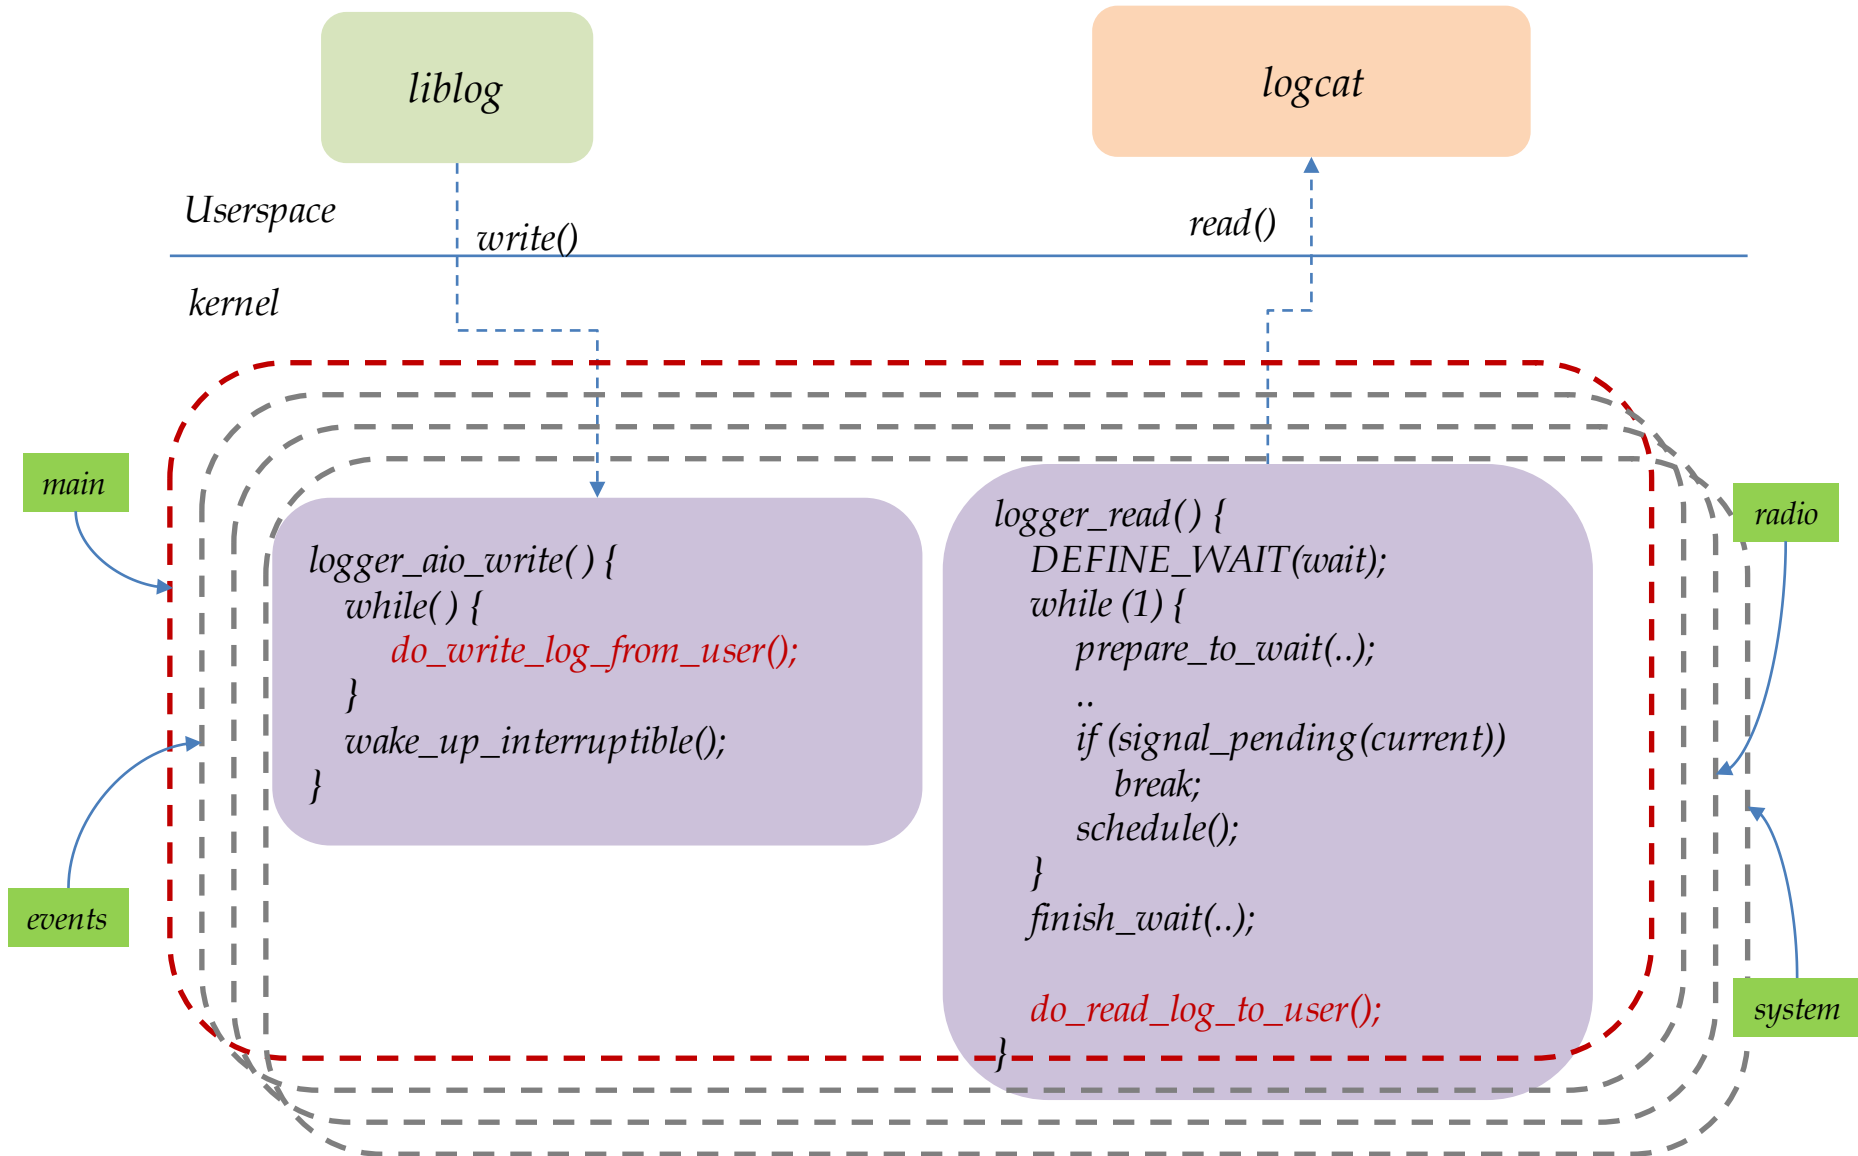 liblog
logcat
Userspace
write()
read()
kernel
main
radio
logger_aio_write( ) {
while( ) {
do_write_log_from_user();
}
wake_up_interruptible();
}
logger_read( ) {
DEFINE_WAIT(wait);
while (1) {
prepare_to_wait(..);
..
if (signal_pending(current))
break;
schedule();
}
finish_wait(..);
do_read_log_to_user();
}
events
system